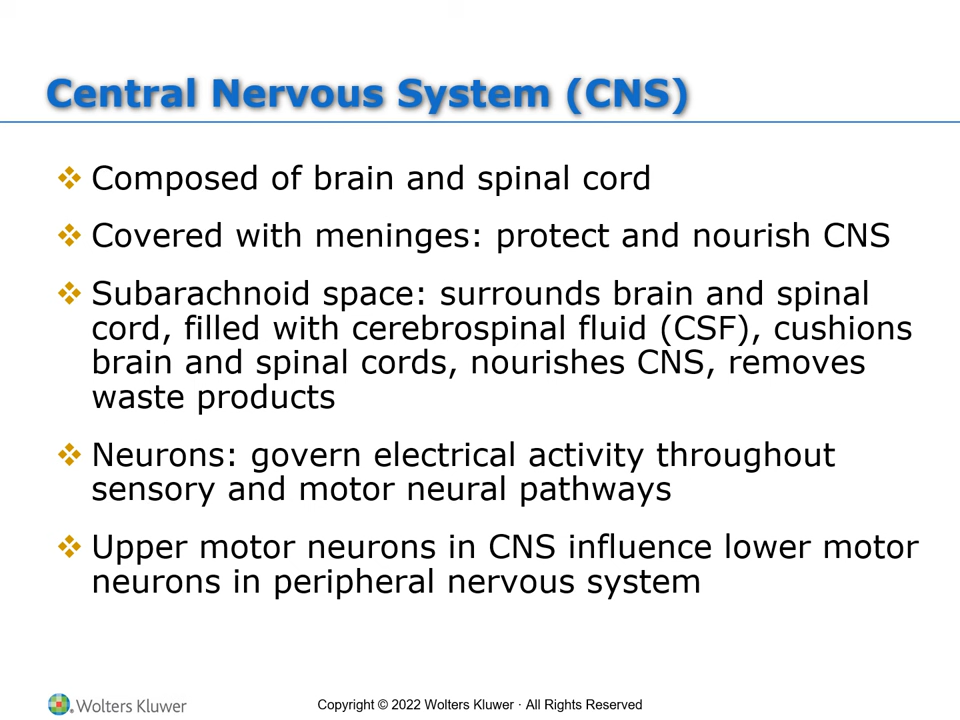 Central Nervous System (CNS)
❖ Composed of brain and spinal cord
❖ Covered with meninges: protect and nourish CNS
❖ Subarachnoid space: surrounds brain and spinal
cord, filled with cerebrospinal fluid (CSF), cushions
brain and spinal cords, nourishes CNS, removes
waste products
❖ Neurons: govern electrical activity throughout
sensory and motor neural pathways
❖ Upper motor neurons in CNS influence lower motor
neurons in peripheral nervous system
Wolters Kluwer
Copyright © 2022 Wolters Kluwer · All Rights Reserved